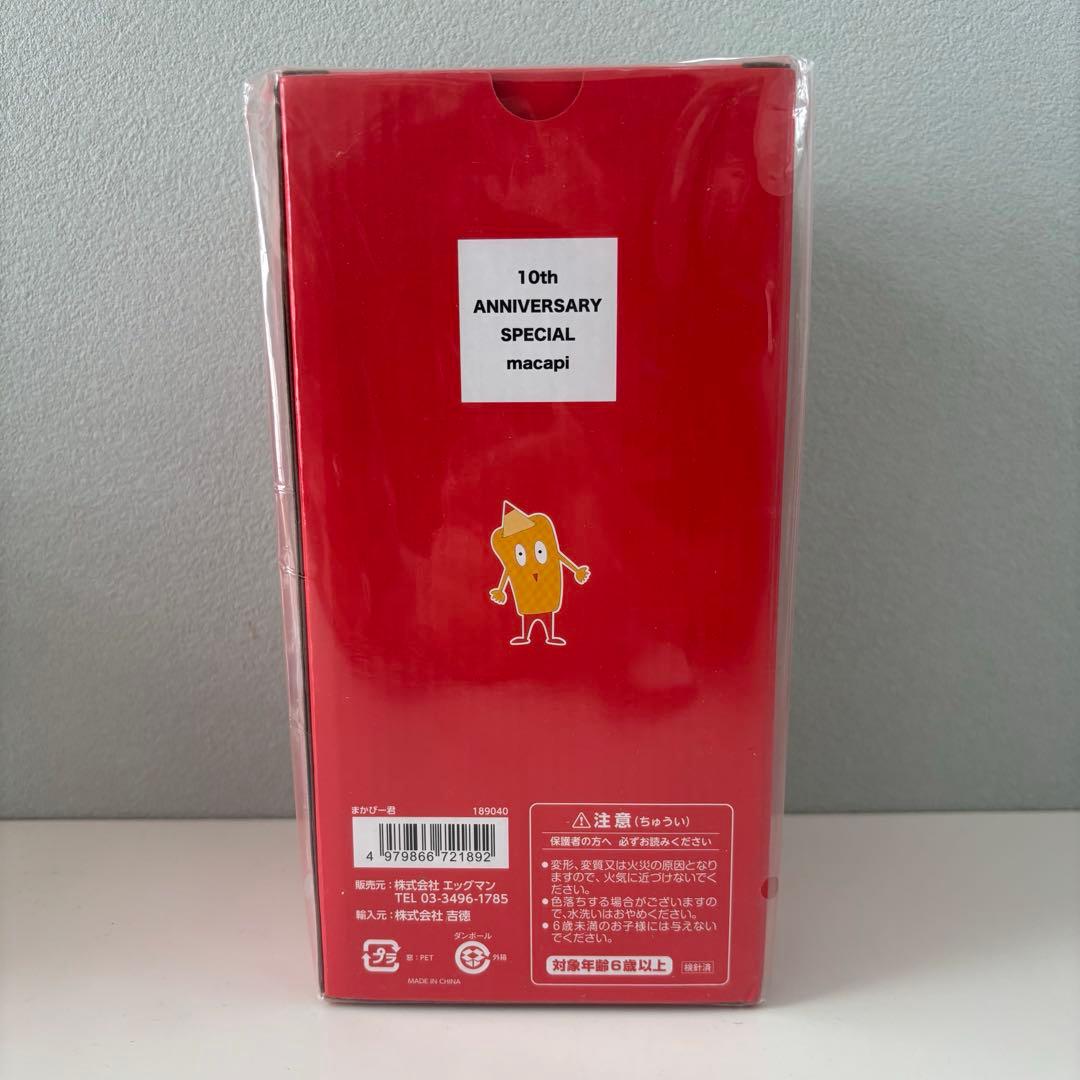 10th
ANNIVERSARY
SPECIAL
macapi
まかぴー君 189040
4 979866 721892
販売元：株式会社 エッグマン
TEL 03-3496-1785
輸入元：株式会社 吉徳
プラ
窓：PET
ダンボール
外箱
MADE IN CHINA
注意(ちゅうい)
保護者の方へ 必ずお読みください
●変形、変質又は火災の原因となり
ますので、火気に近づけないでく
ださい。
●色落ちする場合がございますの
で、水洗いはおやめください。
●6歳未満のお子様には与えない
でください。
対象年齢6歳以上
検針済